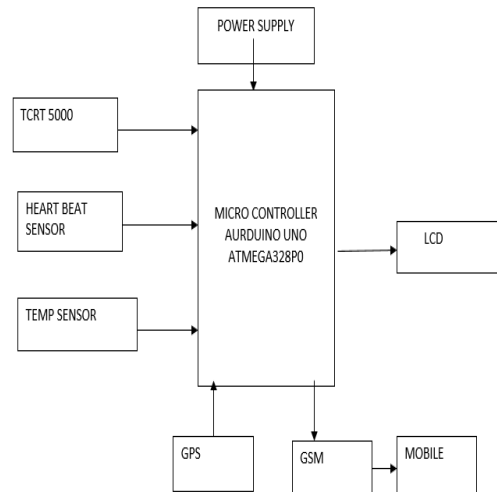 POWER SUPPLY
TCRT 5000
HEART BEAT
SENSOR
TEMP SENSOR
MICRO CONTROLLER
AURDUINO UNO
ATMEGA328P0
LCD
GPS
GSM
MOBILE